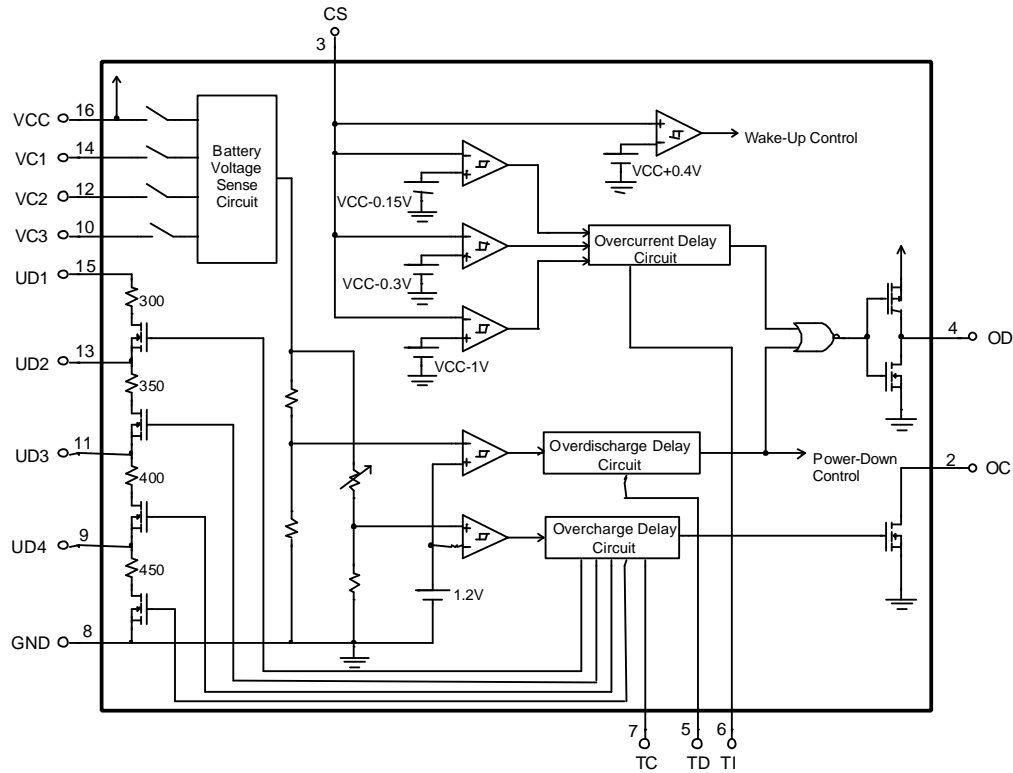 CS
3
VCC 16
VC1 14
VC2 12
VC3 10
UD1 15
UD2 13
UD3 11
UD4 9
GND 8
Battery
Voltage
Sense
Circuit
300
350
400
450
Wake-Up Control
VCC+0.4V
VCC-0.15V
VCC-0.3V
VCC-1V
Overcurrent Delay
Circuit
Overdischarge Delay
Circuit
Power-Down
Control
Overcharge Delay
Circuit
1.2V
4 OD
2 OC
7 5 6
TC TD TI